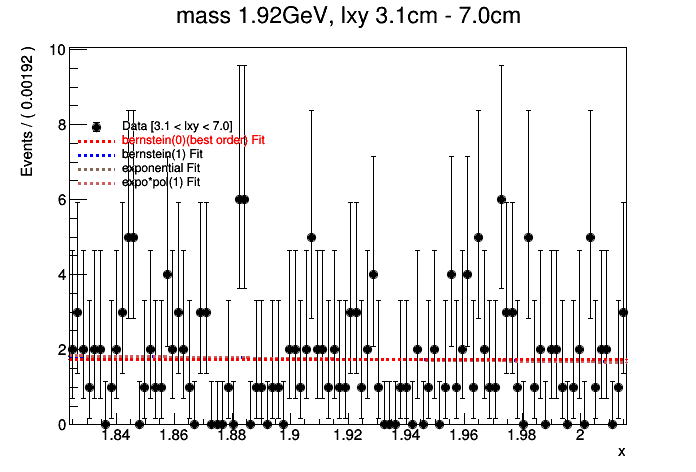 mass 1.92GeV, lxy 3.1cm - 7.0cm
Events / ( 0.00192 )
10
8
6
4
2
0
Data [3.1 < lxy < 7.0]
bernstein(0)(best order) Fit
bernstein(1) Fit
exponential Fit
expo*pol(1) Fit
1.84 1.86 1.88 1.9 1.92 1.94 1.96 1.98 2
x